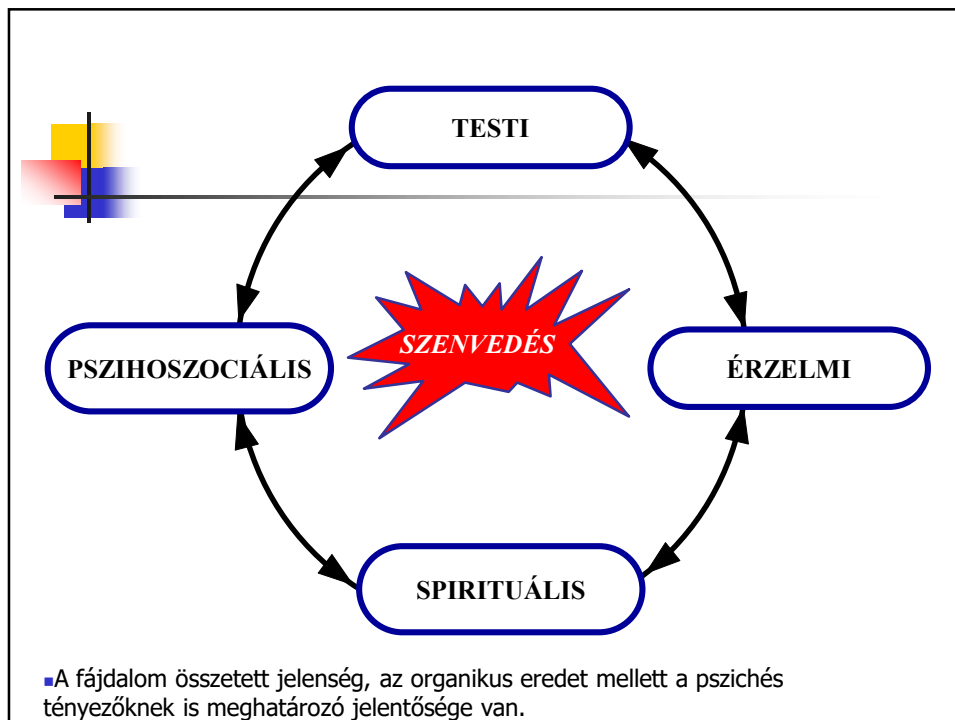 TESTI
SZENVEDÉS
PSZIHOSZOCIÁLIS
ÉRZELMI
SPIRITUÁLIS
▪A fájdalom összetett jelenség, az organikus eredet mellett a pszichés
tényezőknek is meghatározó jelentősége van.